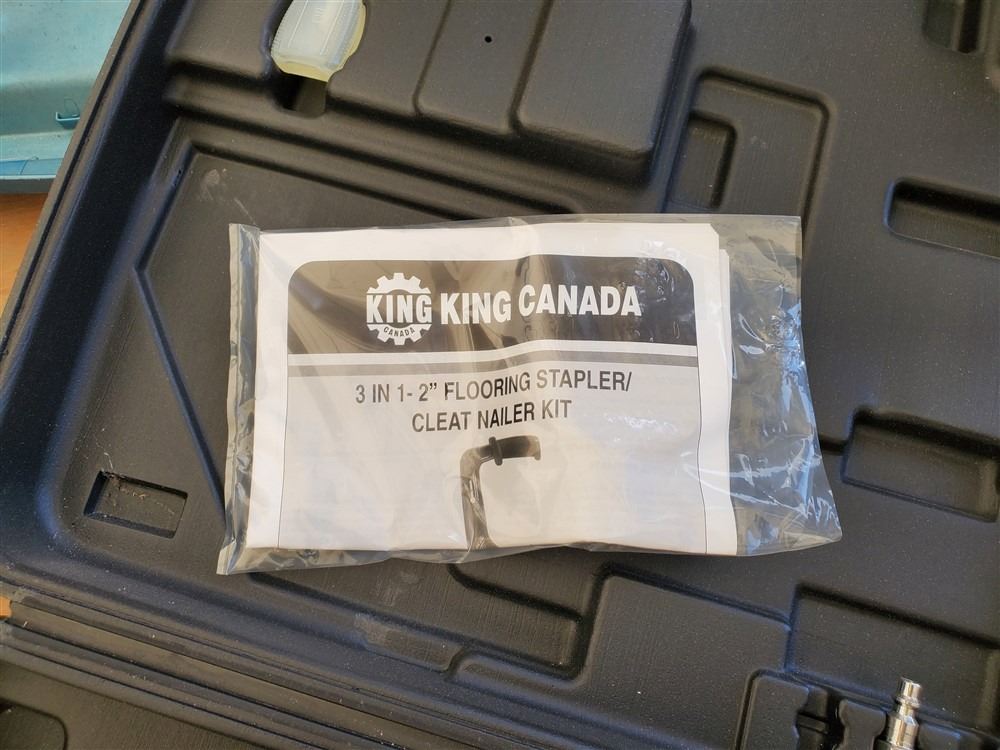 KING KING CANADA
CANADA
3 IN 1- 2” FLOORING STAPLER/
CLEAT NAILER KIT